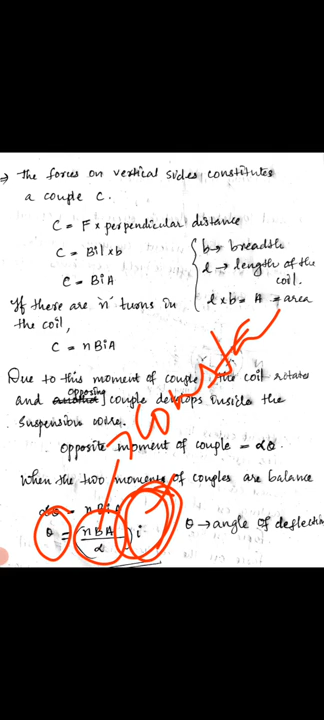 → the forces on vertical sides constitutes
a couple C.
C = F x perpendicular distance
C = Bil x b
C = BiA
{ b → breadth
l → length of the
coil.
l x b = A = area
If there are 'n' turns in
the coil,
C = nBiA
Due to this moment of couple, the coil rotates
and opposing couple develops inside the
suspension wire.
Opposite moment of couple = αθ.
When the two moments of couples are balance
αθ = nBiA
θ = (nBA/α) i
θ → angle of deflectin
→ Constt